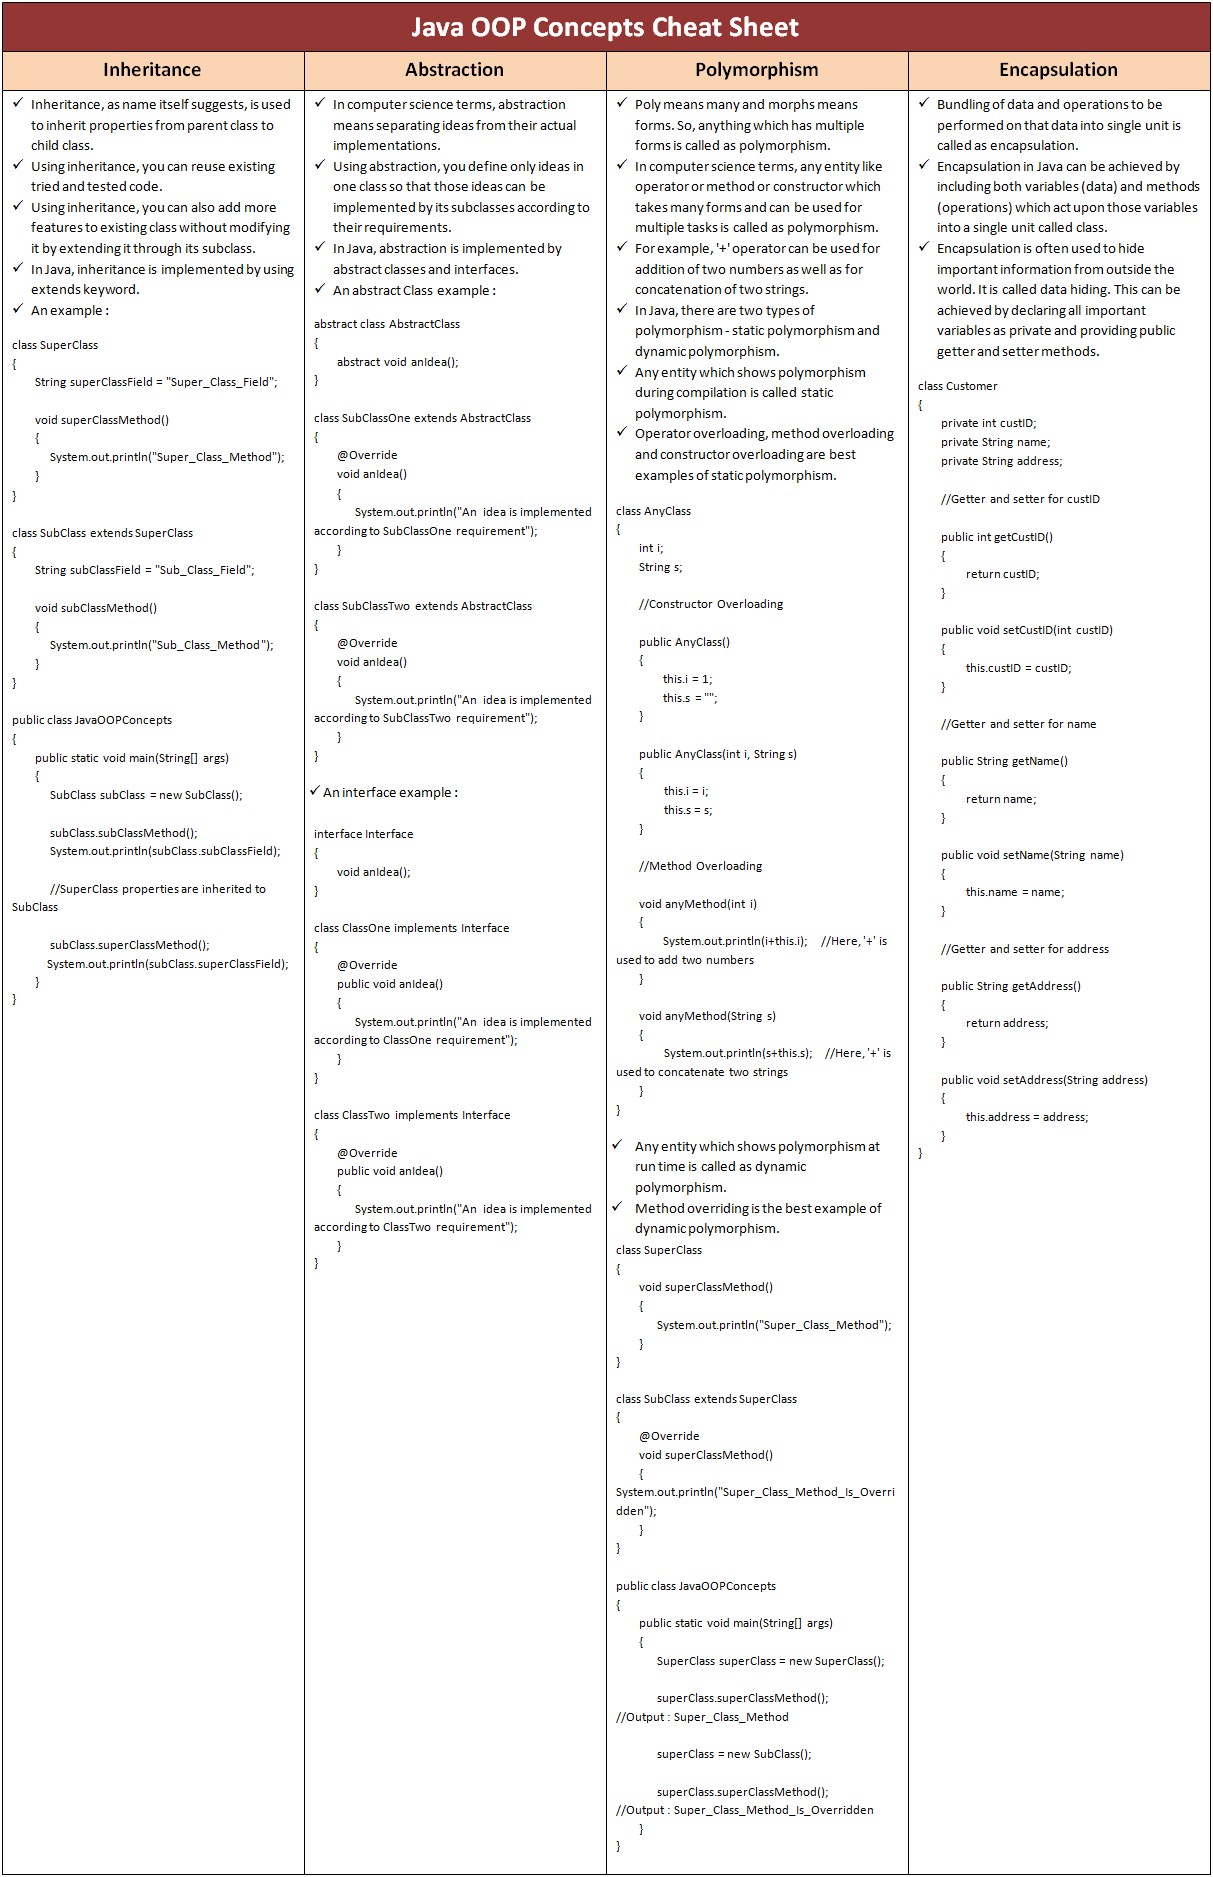 Java OOP Concepts Cheat Sheet
Inheritance
✓ Inheritance, as name itself suggests, is used
to inherit properties from parent class to
child class.
✓ Using inheritance, you can reuse existing
tried and tested code.
✓ Using inheritance, you can also add more
features to existing class without modifying
it by extending it through its subclass.
✓ In Java, inheritance is implemented by using
extends keyword.
✓ An example :
class SuperClass
{
String superClassField = "Super_Class_Field";
void superClassMethod()
{
System.out.println("Super_Class_Method");
}
}
class SubClass extends SuperClass
{
String subClassField = "Sub_Class_Field";
void subClassMethod()
{
System.out.println("Sub_Class_Method");
}
}
public class JavaOOPConcepts
{
public static void main(String[] args)
{
SubClass subClass = new SubClass();
subClass.subClassMethod();
System.out.println(subClass.subClassField);
//SuperClass properties are inherited to
SubClass
subClass.superClassMethod();
System.out.println(subClass.superClassField);
}
}
Abstraction
✓ In computer science terms, abstraction
means separating ideas from their actual
implementations.
✓ Using abstraction, you define only ideas in
one class so that those ideas can be
implemented by its subclasses according to
their requirements.
✓ In Java, abstraction is implemented by
abstract classes and interfaces.
✓ An abstract Class example :
abstract class AbstractClass
{
abstract void anIdea();
}
class SubClassOne extends AbstractClass
{
@Override
void anIdea()
{
System.out.println("An idea is implemented
according to SubClassOne requirement");
}
}
class SubClassTwo extends AbstractClass
{
@Override
void anIdea()
{
System.out.println("An idea is implemented
according to SubClassTwo requirement");
}
}
✓ An interface example :
interface Interface
{
void anIdea();
}
class ClassOne implements Interface
{
@Override
public void anIdea()
{
System.out.println("An idea is implemented
according to ClassOne requirement");
}
}
class ClassTwo implements Interface
{
@Override
public void anIdea()
{
System.out.println("An idea is implemented
according to ClassTwo requirement");
}
}
Polymorphism
✓ Poly means many and morphs means
forms. So, anything which has multiple
forms is called as polymorphism.
✓ In computer science terms, any entity like
operator or method or constructor which
takes many forms and can be used for
multiple tasks is called as polymorphism.
✓ For example, '+' operator can be used for
addition of two numbers as well as for
concatenation of two strings.
✓ In Java, there are two types of
polymorphism - static polymorphism and
dynamic polymorphism.
✓ Any entity which shows polymorphism
during compilation is called static
polymorphism.
✓ Operator overloading, method overloading
and constructor overloading are best
examples of static polymorphism.
class AnyClass
{
int i;
String s;
//Constructor Overloading
public AnyClass()
{
this.i = 1;
this.s = "";
}
public AnyClass(int i, String s)
{
this.i = i;
this.s = s;
}
//Method Overloading
void anyMethod(int i)
{
System.out.println(i+this.i); //Here, '+' is
used to add two numbers
}
void anyMethod(String s)
{
System.out.println(s+this.s); //Here, '+' is
used to concatenate two strings
}
}
✓ Any entity which shows polymorphism at
run time is called as dynamic
polymorphism.
✓ Method overriding is the best example of
dynamic polymorphism.
class SuperClass
{
void superClassMethod()
{
System.out.println("Super_Class_Method");
}
}
class SubClass extends SuperClass
{
@Override
void superClassMethod()
{
System.out.println("Super_Class_Method_Is_Overri
dden");
}
}
public class JavaOOPConcepts
{
public static void main(String[] args)
{
SuperClass superClass = new SuperClass();
superClass.superClassMethod();
//Output : Super_Class_Method
superClass = new SubClass();
superClass.superClassMethod();
//Output : Super_Class_Method_Is_Overridden
}
}
Encapsulation
✓ Bundling of data and operations to be
performed on that data into single unit is
called as encapsulation.
✓ Encapsulation in Java can be achieved by
including both variables (data) and methods
(operations) which act upon those variables
into a single unit called class.
✓ Encapsulation is often used to hide
important information from outside the
world. It is called data hiding. This can be
achieved by declaring all important
variables as private and providing public
getter and setter methods.
class Customer
{
private int custID;
private String name;
private String address;
//Getter and setter for custID
public int getCustID()
{
return custID;
}
public void setCustID(int custID)
{
this.custID = custID;
}
//Getter and setter for name
public String getName()
{
return name;
}
public void setName(String name)
{
this.name = name;
}
//Getter and setter for address
public String getAddress()
{
return address;
}
public void setAddress(String address)
{
this.address = address;
}
}